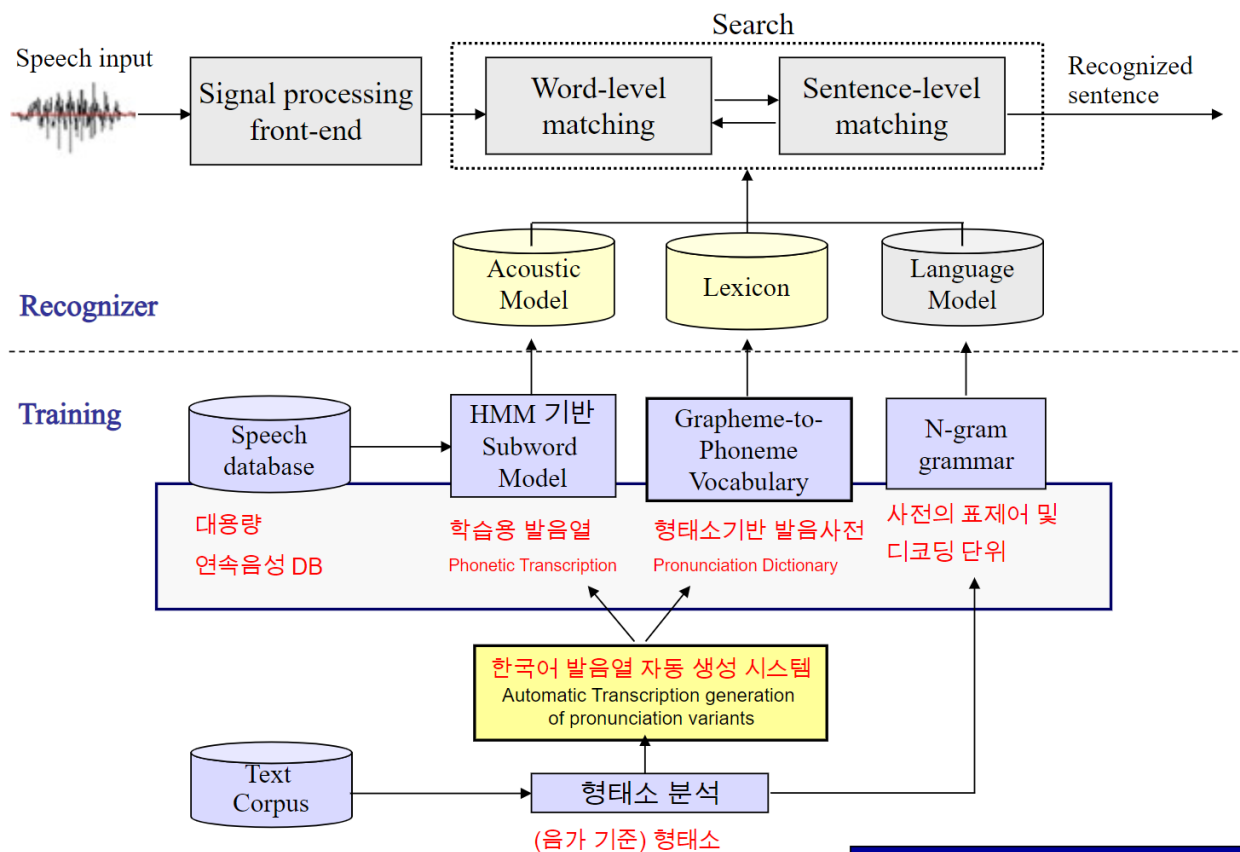 Search
Speech input
Signal processing
front-end
Word-level
matching
Sentence-level
matching
Recognized
sentence
Acoustic
Model
Lexicon
Language
Model
Recognizer
Training
Speech
database
HMM 기반
Subword
Model
Grapheme-to-
Phoneme
Vocabulary
N-gram
grammar
대용량
연속음성 DB
학습용 발음열
Phonetic Transcription
형태소기반 발음사전
Pronunciation Dictionary
사전의 표제어 및
디코딩 단위
한국어 발음열 자동 생성 시스템
Automatic Transcription generation
of pronunciation variants
Text
Corpus
형태소 분석
(음가 기준) 형태소